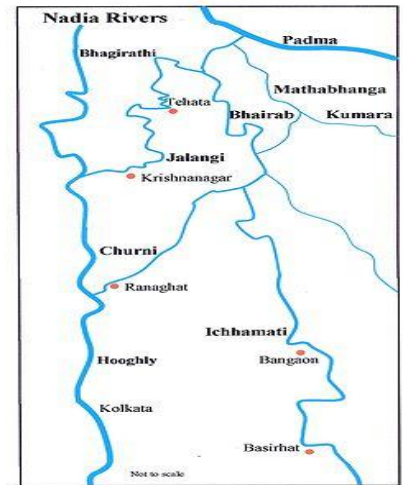 Nadia Rivers
Padma
Bhagirathi
Mathabhanga
Tehata
Bhairab
Kumara
Jalangi
Krishnanagar
Churni
Ranaghat
Ichhamati
Hooghly
Bangaon
Kolkata
Basirhat
Not to scale